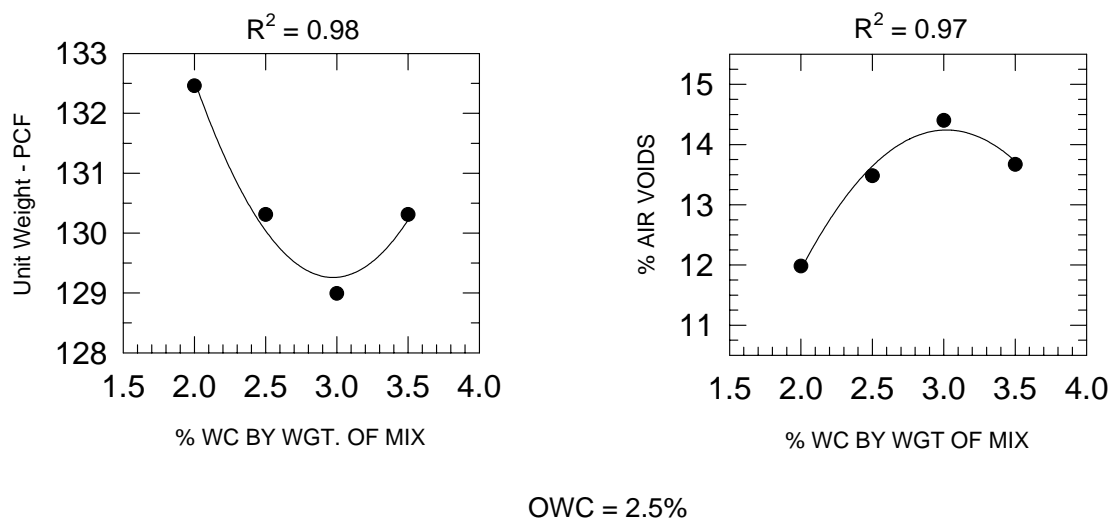 R² = 0.98
133
132
131
130
129
128
Unit Weight - PCF
1.5 2.0 2.5 3.0 3.5 4.0
% WC BY WGT. OF MIX
R² = 0.97
15
14
13
12
11
% AIR VOIDS
1.5 2.0 2.5 3.0 3.5 4.0
% WC BY WGT OF MIX
OWC = 2.5%